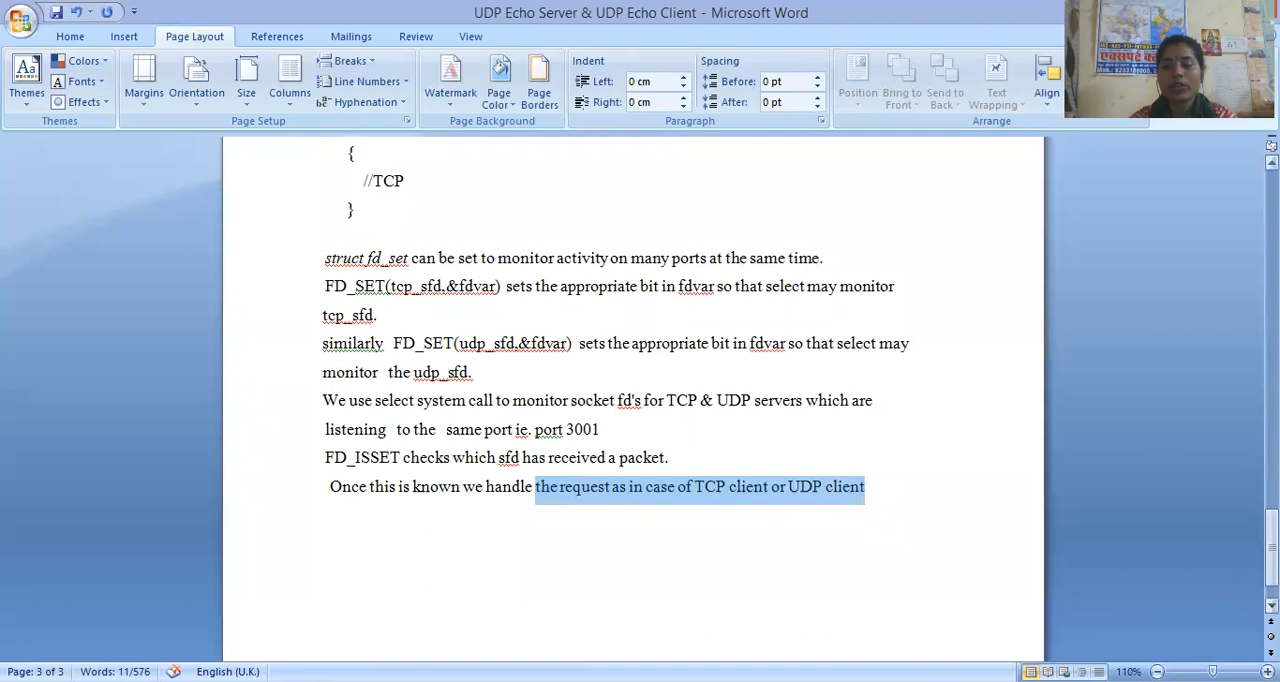 UDP Echo Server & UDP Echo Client - Microsoft Word
Home Insert Page Layout References Mailings Review View
Themes
Colors
Fonts
Effects
Themes
Margins Orientation Size Columns
Breaks
Line Numbers
Hyphenation
Page Setup
Watermark Page Color Page Borders
Page Background
Indent
Left: 0 cm
Right: 0 cm
Spacing
Before: 0 pt
After: 0 pt
Paragraph
Position Bring to Front Send to Back Text Wrapping Align
Arrange
{
//TCP
}
struct fd_set can be set to monitor activity on many ports at the same time.
FD_SET(tcp_sfd,&fdvar) sets the appropriate bit in fdvar so that select may monitor
tcp_sfd.
similarly FD_SET(udp_sfd,&fdvar) sets the appropriate bit in fdvar so that select may
monitor the udp_sfd.
We use select system call to monitor socket fd's for TCP & UDP servers which are
listening to the same port ie. port 3001
FD_ISSET checks which sfd has received a packet.
Once this is known we handle the request as in case of TCP client or UDP client
Page: 3 of 3 Words: 11/576 English (U.K.) 110%